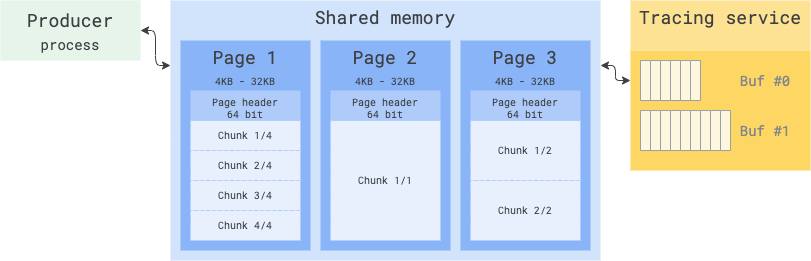 Producer
process
Shared memory
Page 1
4KB - 32KB
Page header
64 bit
Chunk 1/4
Chunk 2/4
Chunk 3/4
Chunk 4/4
Page 2
4KB - 32KB
Page header
64 bit
Chunk 1/1
Page 3
4KB - 32KB
Page header
64 bit
Chunk 1/2
Chunk 2/2
Tracing service
Buf #0
Buf #1